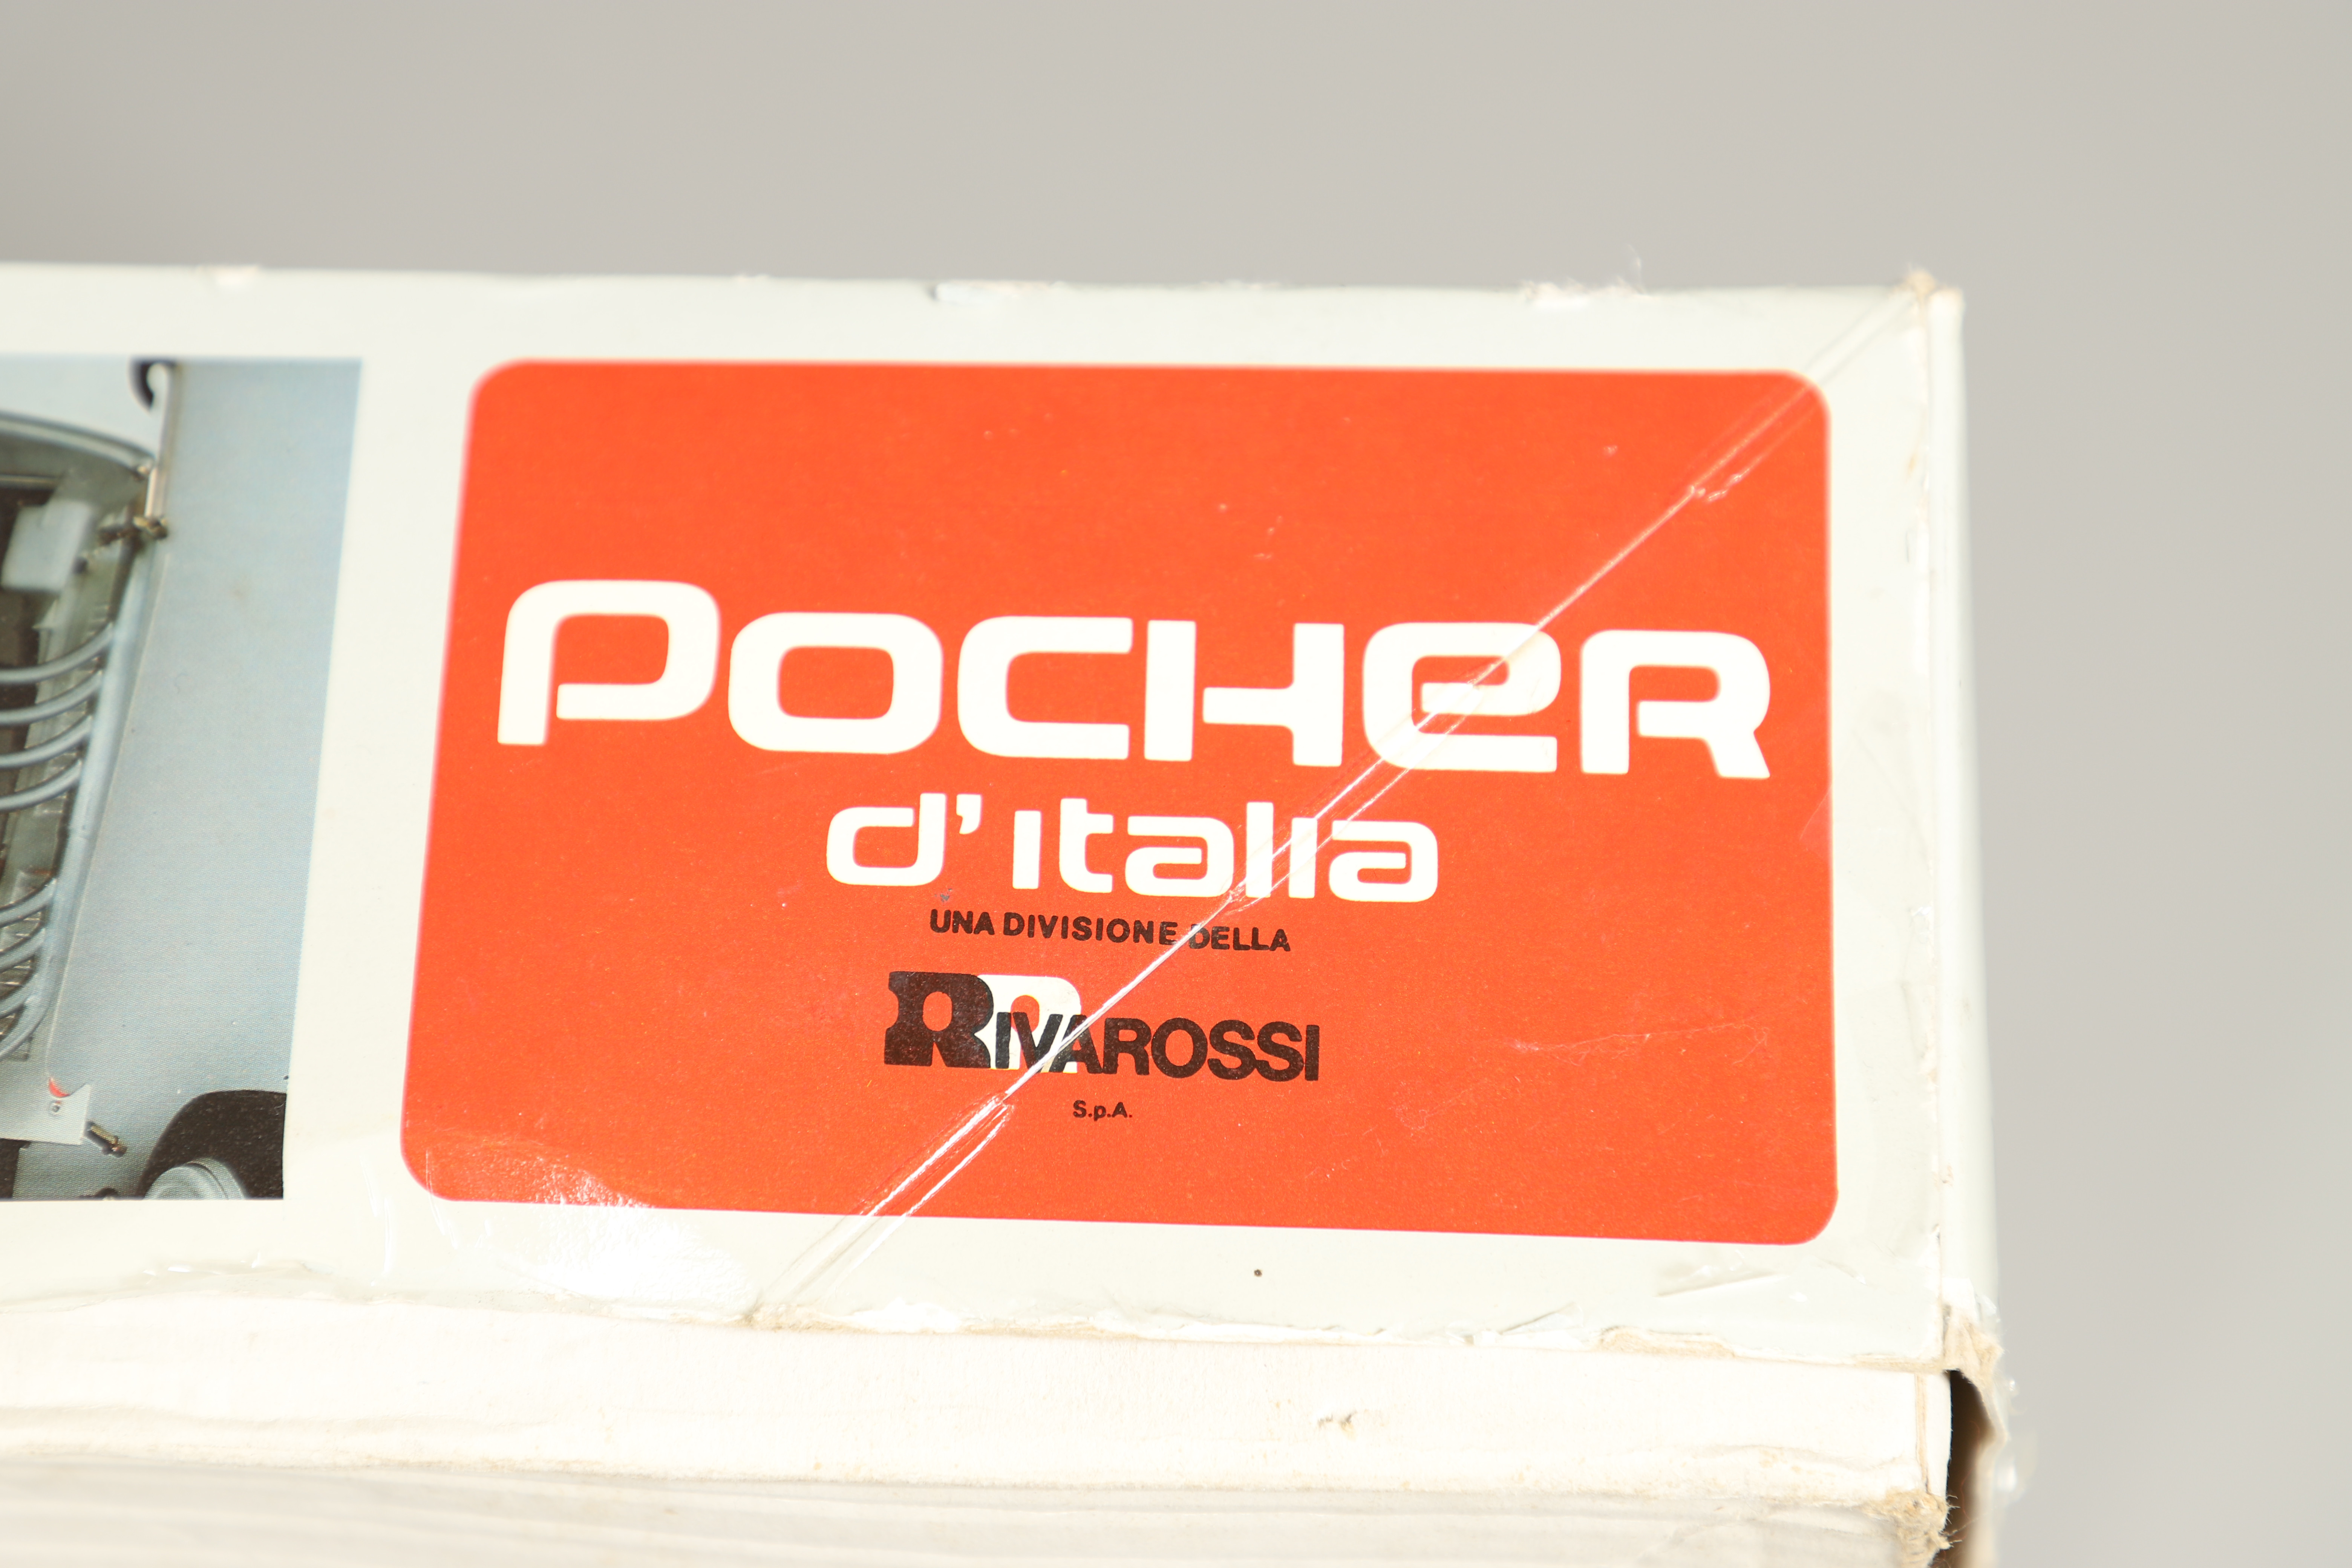 POCHER
d'italia
UNA DIVISIONE DELLA
RIVAROSSI
S.p.A.